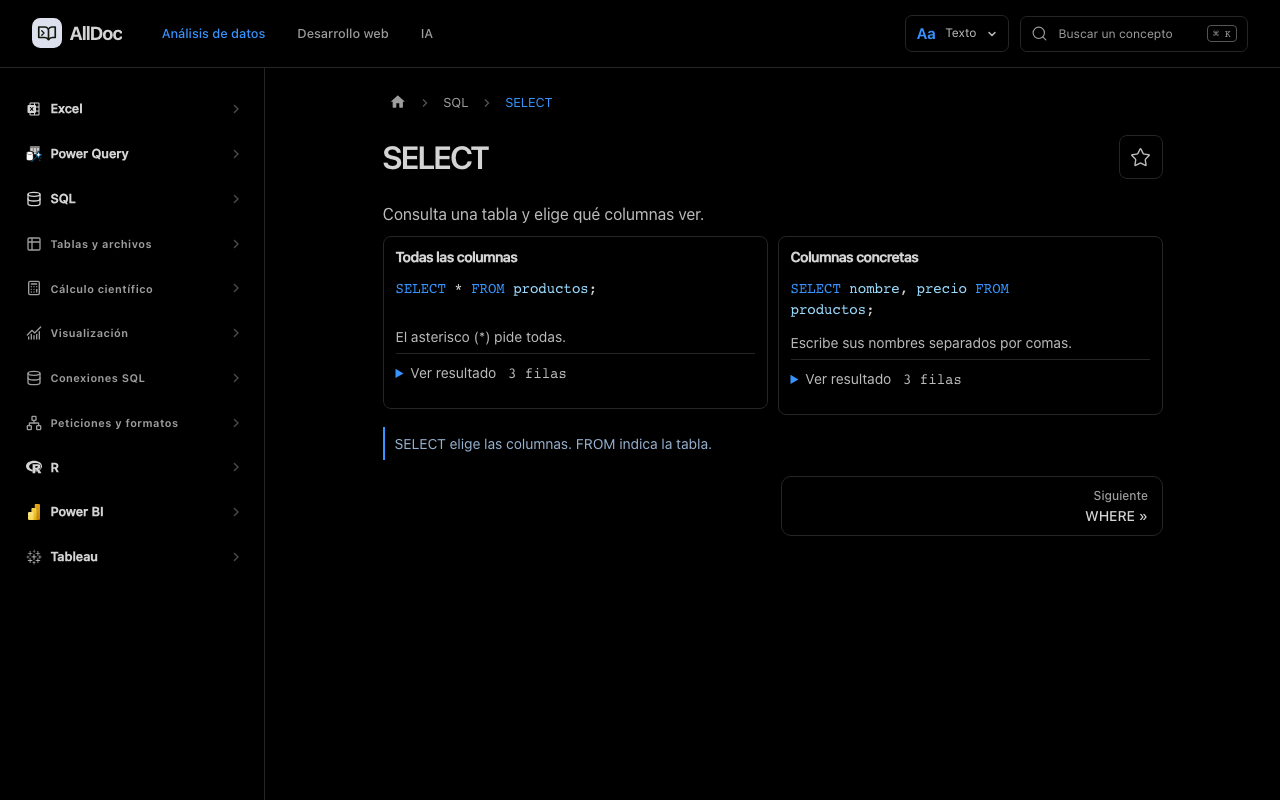 AllDoc
Análisis de datos
Desarrollo web
IA
Aa Texto
Buscar un concepto
⌘ K
Excel
Power Query
SQL
Tablas y archivos
Cálculo científico
Visualización
Conexiones SQL
Peticiones y formatos
R
Power BI
Tableau
SQL
SELECT
SELECT
Consulta una tabla y elige qué columnas ver.
Todas las columnas
SELECT * FROM productos;
El asterisco (*) pide todas.
Ver resultado 3 filas
Columnas concretas
SELECT nombre, precio FROM
productos;
Escribe sus nombres separados por comas.
Ver resultado 3 filas
SELECT elige las columnas. FROM indica la tabla.
Siguiente
WHERE »